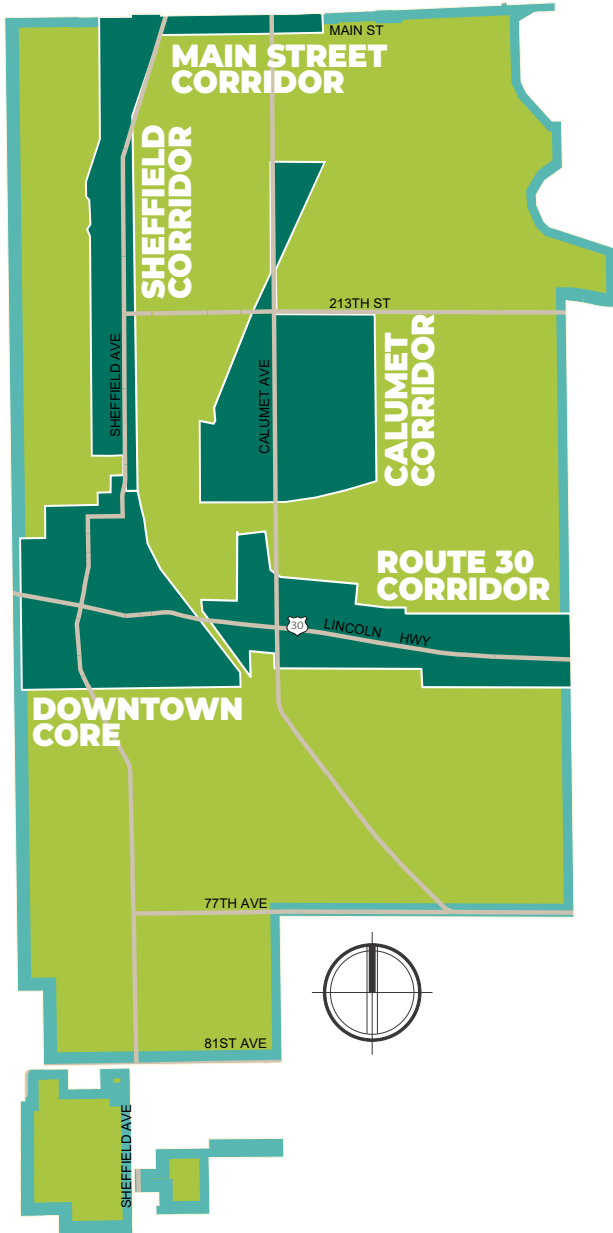 MAIN ST
MAIN STREET
CORRIDOR
SHEFFIELD
CORRIDOR
213TH ST
SHEFFIELD AVE
CALUMET AVE
CALUMET
CORRIDOR
ROUTE 30
CORRIDOR
30
LINCOLN HWY
DOWNTOWN
CORE
77TH AVE
81ST AVE
SHEFFIELD AVE